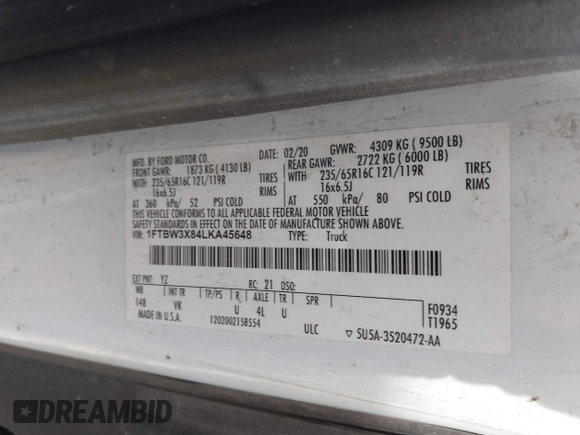 MFD. BY FORD MOTOR CO.
DATE: 02/20 GVWR: 4309 KG ( 9500 LB)
FRONT GAWR: 1873 KG ( 4130 LB) REAR GAWR: 2722 KG ( 6000 LB)
WITH 235/65R16C 121/119R TIRES WITH 235/65R16C 121/119R TIRES
16x6.5J RIMS 16x6.5J RIMS
AT 360 kPa/ 52 PSI COLD AT 550 kPa/ 80 PSI COLD
THIS VEHICLE CONFORMS TO ALL APPLICABLE FEDERAL MOTOR VEHICLE
SAFETY STANDARDS IN EFFECT ON THE DATE OF MANUFACTURE SHOWN ABOVE.
VIN: 1FTBW3X84LKA45648 TYPE: Truck
EXT PNT: YZ RC: 21 DSO:
WB INT TR TP/PS R AXLE TR SPR F0934
148 VK U 4L U T1965
MADE IN U.S.A. 12020021585S4 ULC ▽ 5U5A-3520472-AA
DREAMBID